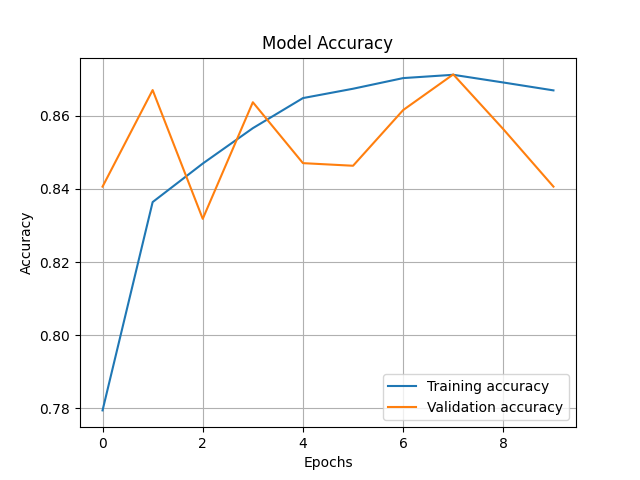 Model Accuracy
Accuracy
0.86
0.84
0.82
0.80
0.78
Training accuracy
Validation accuracy
0 2 4 6 8
Epochs